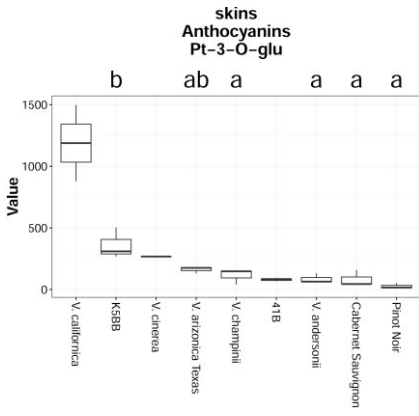 skins
Anthocyanins
Pt-3-O-glu
b ab a a a a
Value
1500
1000
500
0
V. californica
K5BB
V. cinerea
V. arizonica Texas
V. champinii
41B
V. andersonii
Cabernet Sauvignon
Pinot Noir